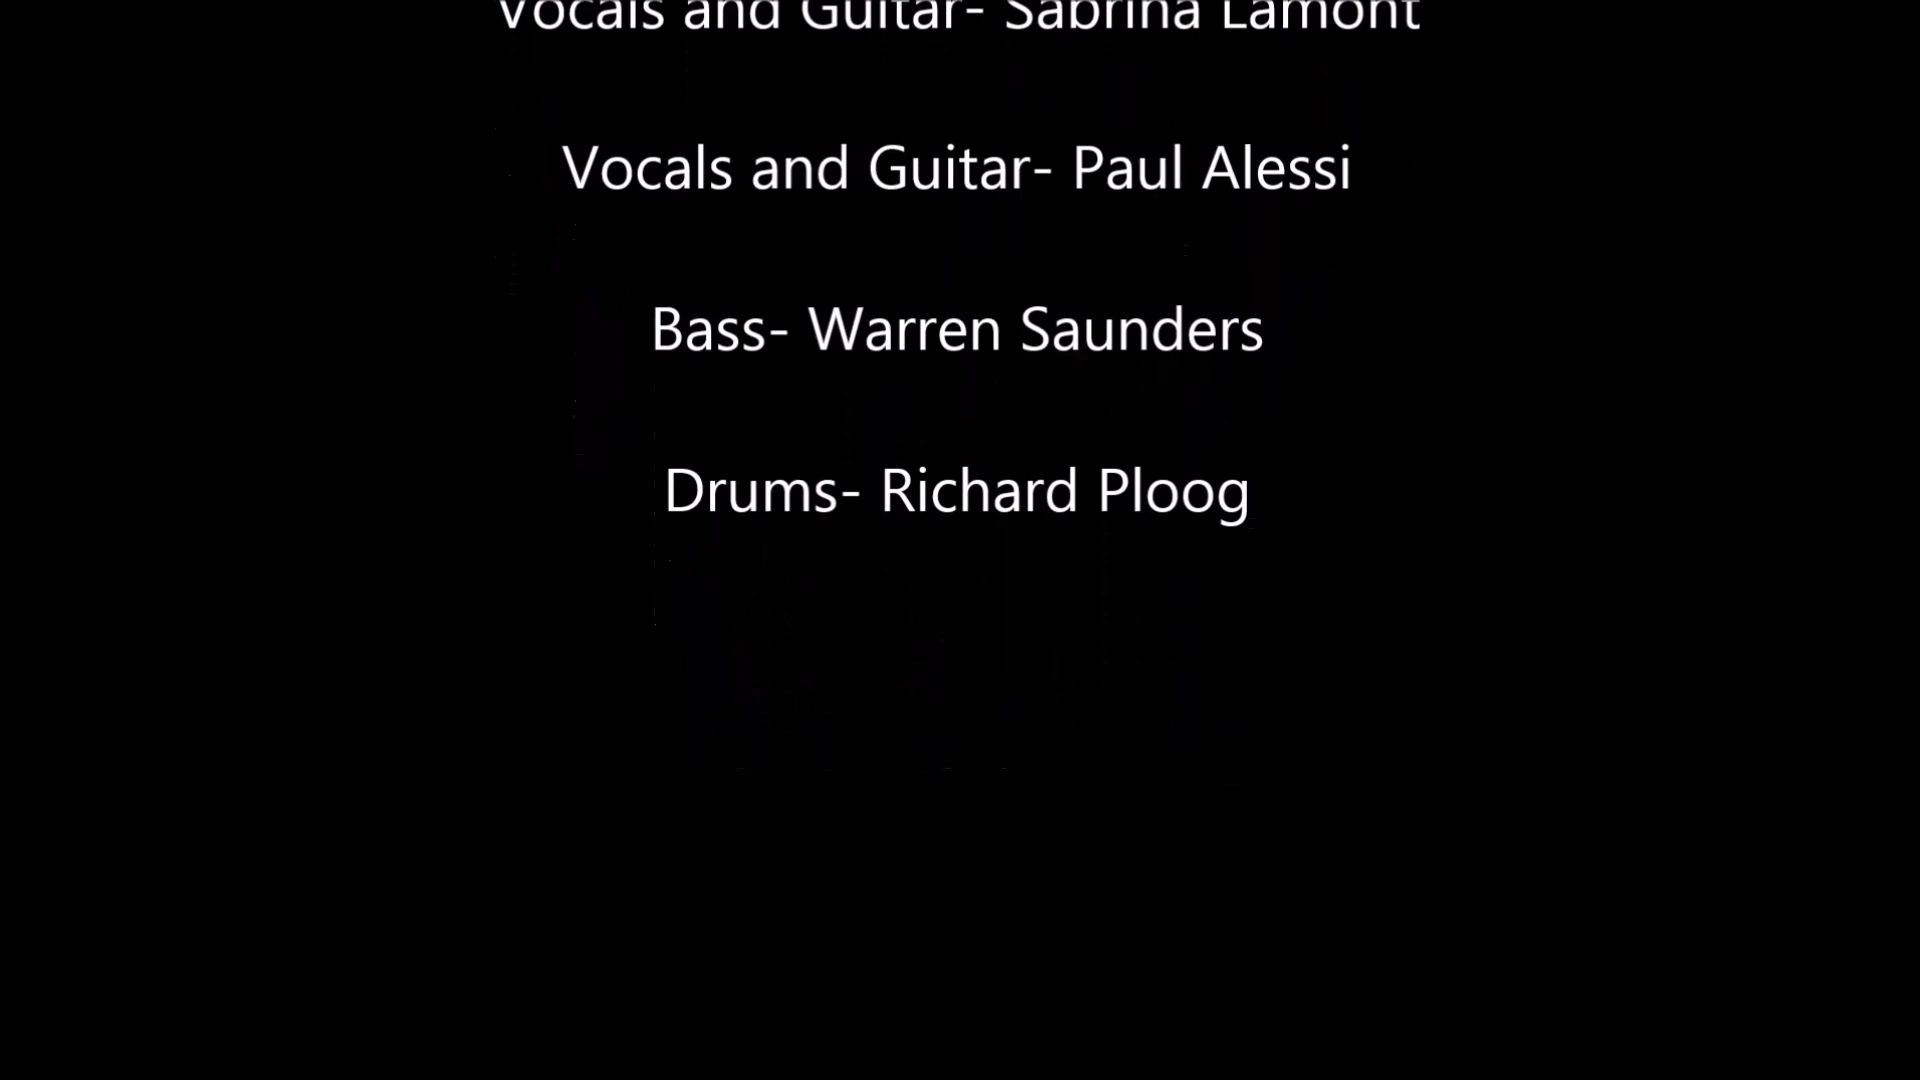 Vocals and Guitar- Sabrina Lamont
Vocals and Guitar- Paul Alessi
Bass- Warren Saunders
Drums- Richard Ploog